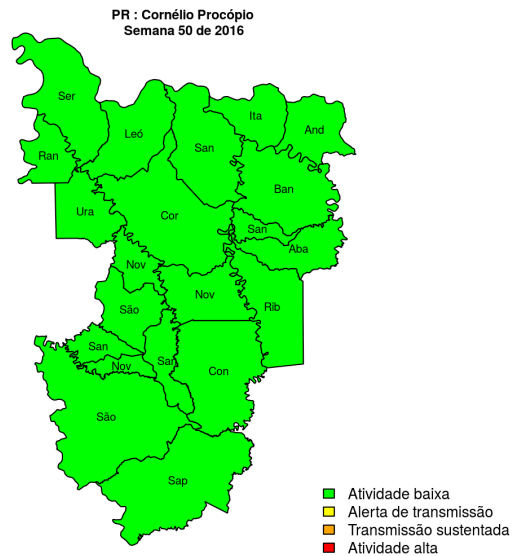 PR : Cornélio Procópio
Semana 50 de 2016
Ser
Ita
And
Leó
San
Ran
Ban
Ura
Cor
San
Aba
Nov
Nov
São
Rib
San
San
Nov
Con
São
Sap
Atividade baixa
Alerta de transmissão
Transmissão sustentada
Atividade alta